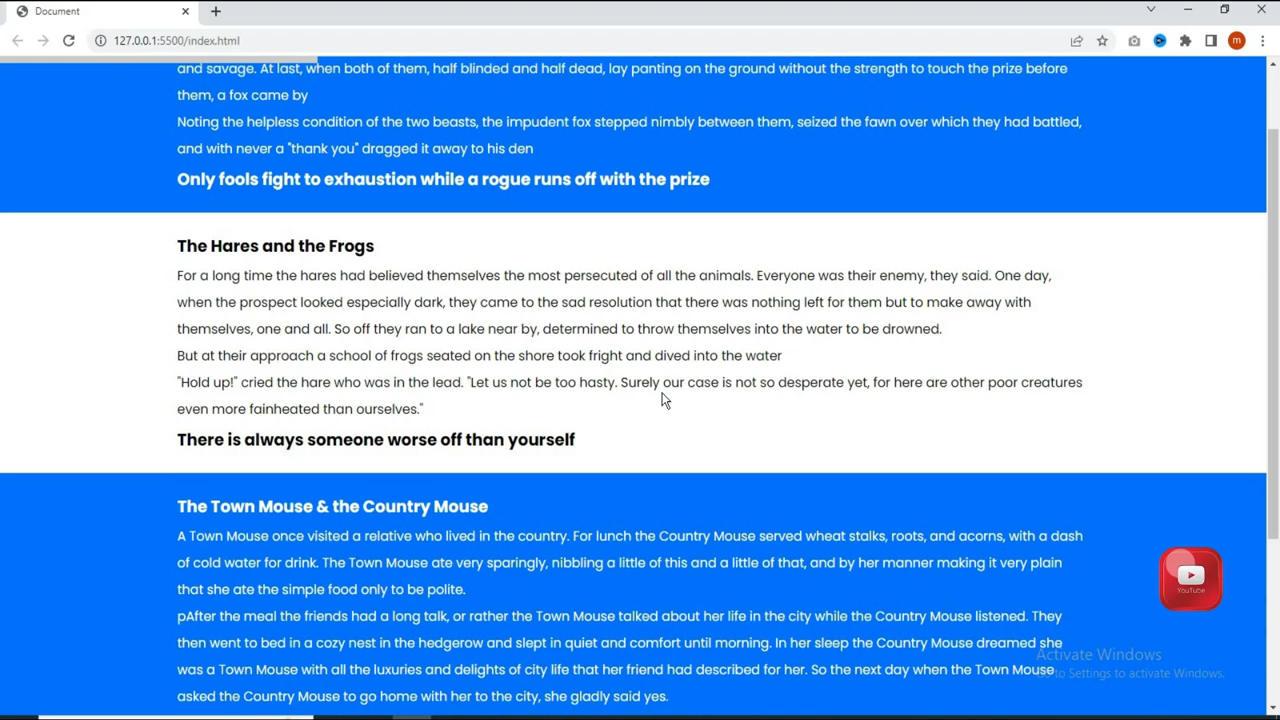 Document
127.0.0.1:5500/index.html
m
and savage. At last, when both of them, half blinded and half dead, lay panting on the ground without the strength to touch the prize before
them, a fox came by
Noting the helpless condition of the two beasts, the impudent fox stepped nimbly between them, seized the fawn over which they had battled,
and with never a "thank you" dragged it away to his den
Only fools fight to exhaustion while a rogue runs off with the prize
The Hares and the Frogs
For a long time the hares had believed themselves the most persecuted of all the animals. Everyone was their enemy, they said. One day,
when the prospect looked especially dark, they came to the sad resolution that there was nothing left for them but to make away with
themselves, one and all. So off they ran to a lake near by, determined to throw themselves into the water to be drowned.
But at their approach a school of frogs seated on the shore took fright and dived into the water
"Hold up!" cried the hare who was in the lead. "Let us not be too hasty. Surely our case is not so desperate yet, for here are other poor creatures
even more fainheated than ourselves."
There is always someone worse off than yourself
The Town Mouse & the Country Mouse
A Town Mouse once visited a relative who lived in the country. For lunch the Country Mouse served wheat stalks, roots, and acorns, with a dash
of cold water for drink. The Town Mouse ate very sparingly, nibbling a little of this and a little of that, and by her manner making it very plain
that she ate the simple food only to be polite.
pAfter the meal the friends had a long talk, or rather the Town Mouse talked about her life in the city while the Country Mouse listened. They
then went to bed in a cozy nest in the hedgerow and slept in quiet and comfort until morning. In her sleep the Country Mouse dreamed she
was a Town Mouse with all the luxuries and delights of city life that her friend had described for her. So the next day when the Town Mouse
asked the Country Mouse to go home with her to the city, she gladly said yes.
YouTube
Activate Windows
Go to Settings to activate Windows.